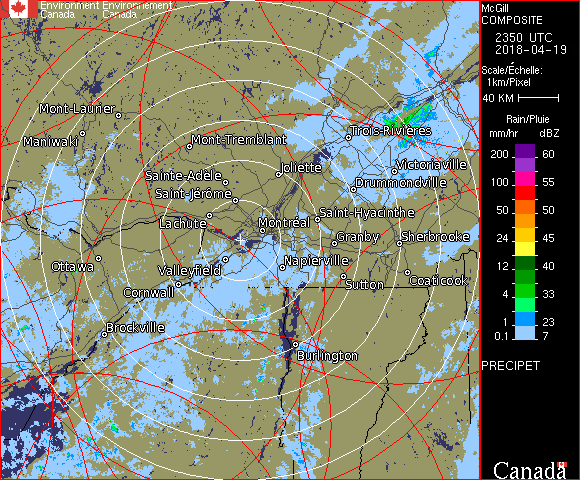 Environment Environnement
Canada Canada
McGill
COMPOSITE
2350 UTC
2018-04-19
Scale/Échelle:
1km/Pixel
40 KM
Rain/Pluie
mm/hr dBZ
200 60
100 55
50 50
24 45
12 40
4 33
23
0.1 7
PRECIPET
Canada
Mont-Laurier
Maniwaki
Mont-Tremblant
Trois-Rivières
Joliette
Victoriaville
Sainte-Adèle
Drummondville
Saint-Jérôme
Lachute
Montréal
Saint-Hyacinthe
Granby
Sherbrooke
Ottawa
Valleyfield
Napierville
Cornwall
Sutton
Coaticook
Brockville
Burlington